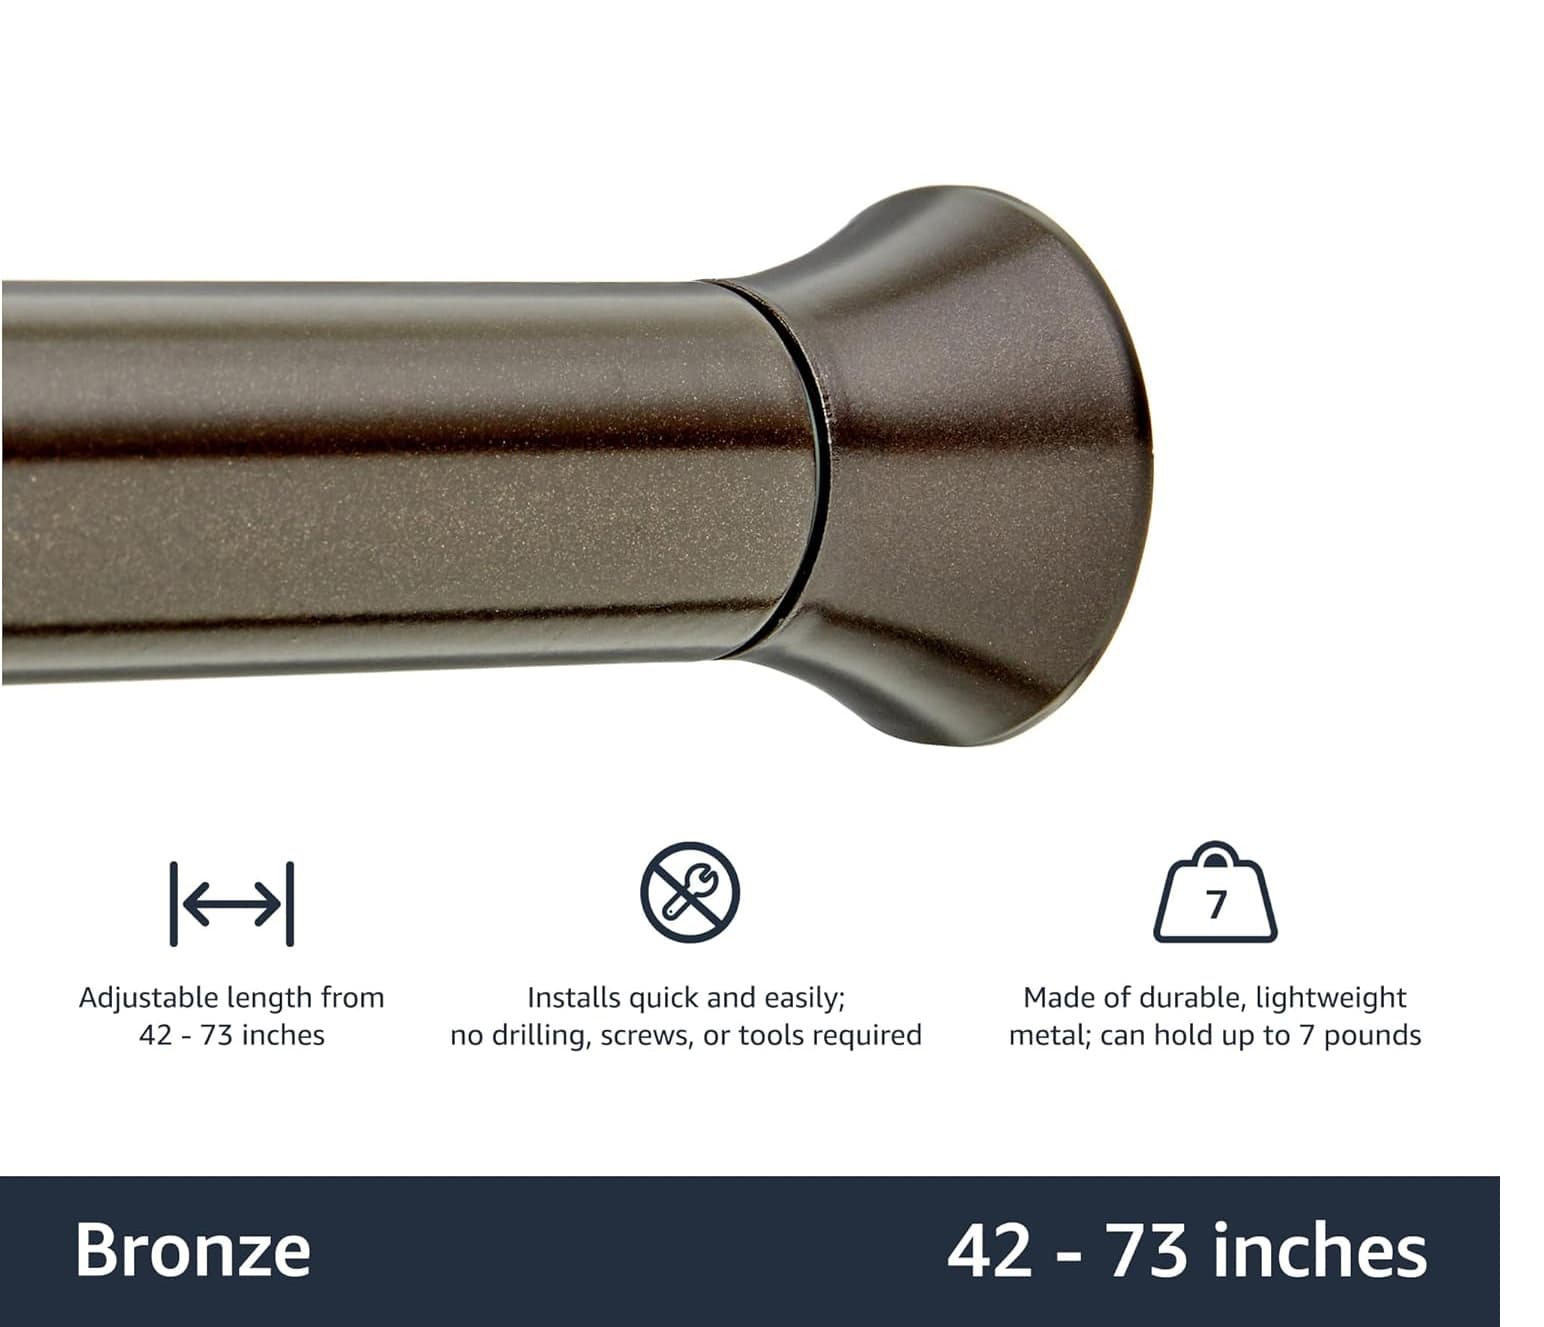 7
Adjustable length from
42 - 73 inches
Installs quick and easily;
no drilling, screws, or tools required
Made of durable, lightweight
metal; can hold up to 7 pounds
Bronze
42 - 73 inches